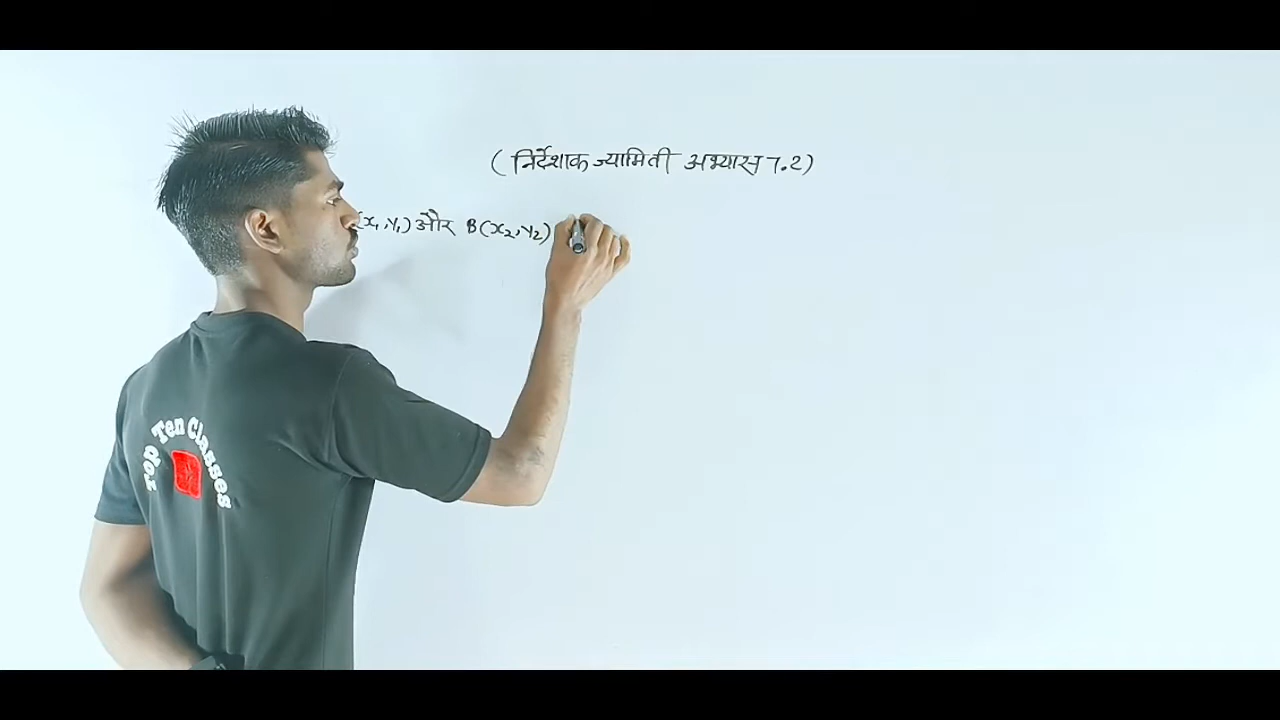 ( निर्देशाक ज्यामिती अभ्यास 7.2)
(x₁,y₁) और B(x₂,y₂)
Top Ten Classes